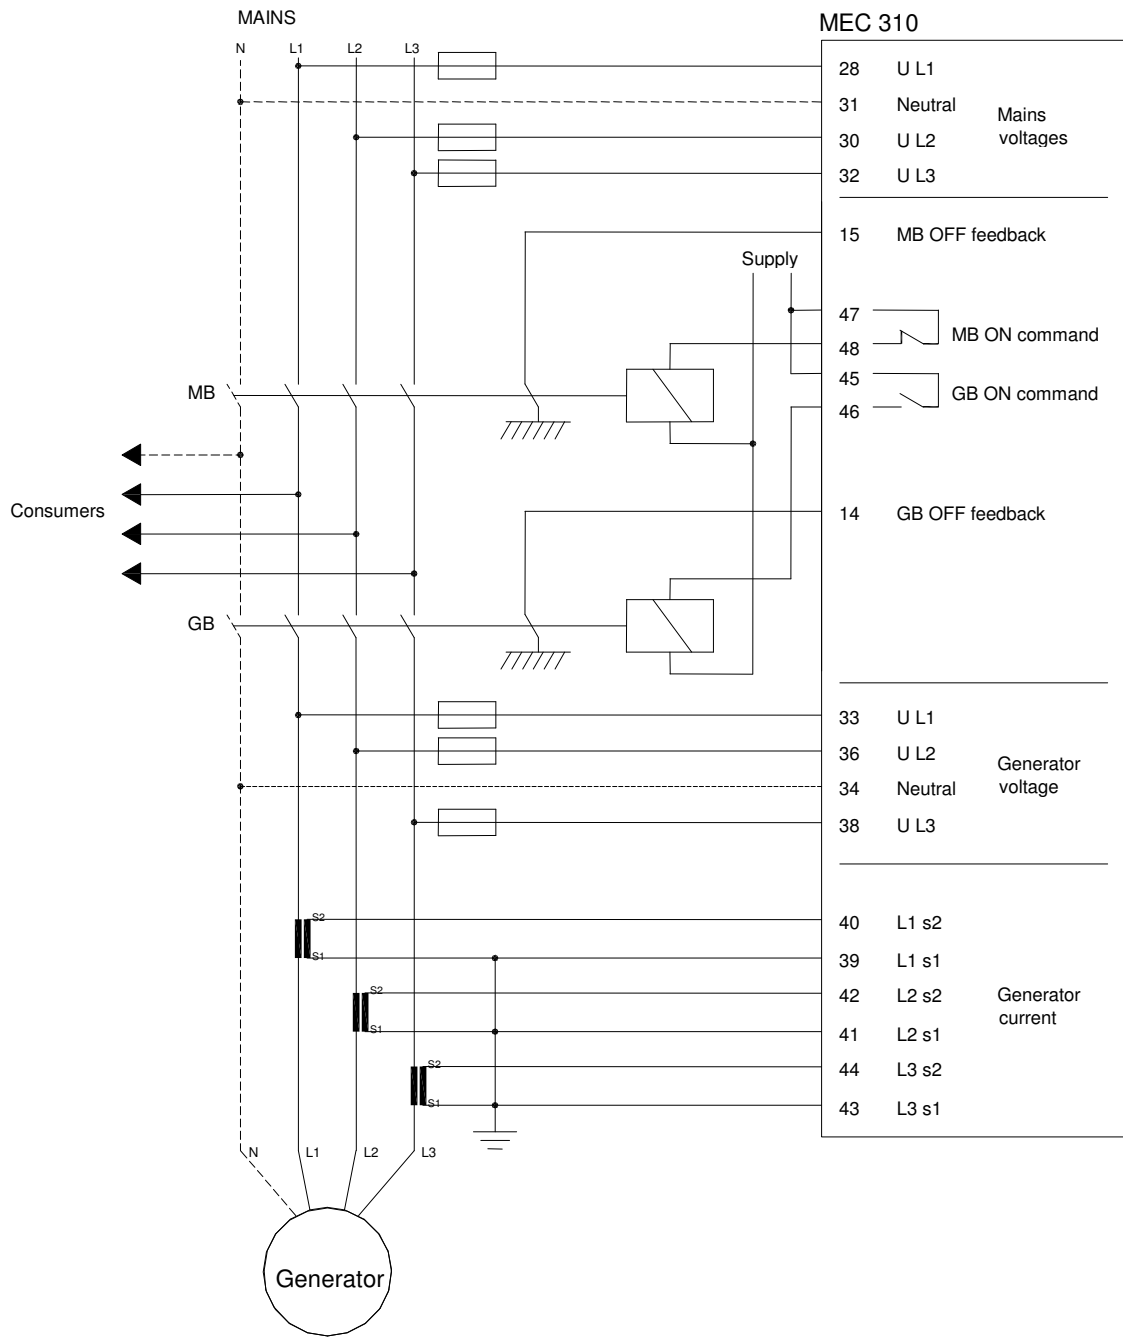 MAINS
MEC 310
N L1 L2 L3
28 U L1
31 Neutral
Mains
voltages
30 U L2
32 U L3
15 MB OFF feedback
Supply
47
MB ON command
48
45
GB ON command
46
MB
Consumers
14 GB OFF feedback
GB
33 U L1
36 U L2
Generator
voltage
34 Neutral
38 U L3
S2
40 L1 s2
S1
39 L1 s1
S2
42 L2 s2
Generator
current
S1
41 L2 s1
S2
44 L3 s2
S1
43 L3 s1
N L1 L2 L3
Generator